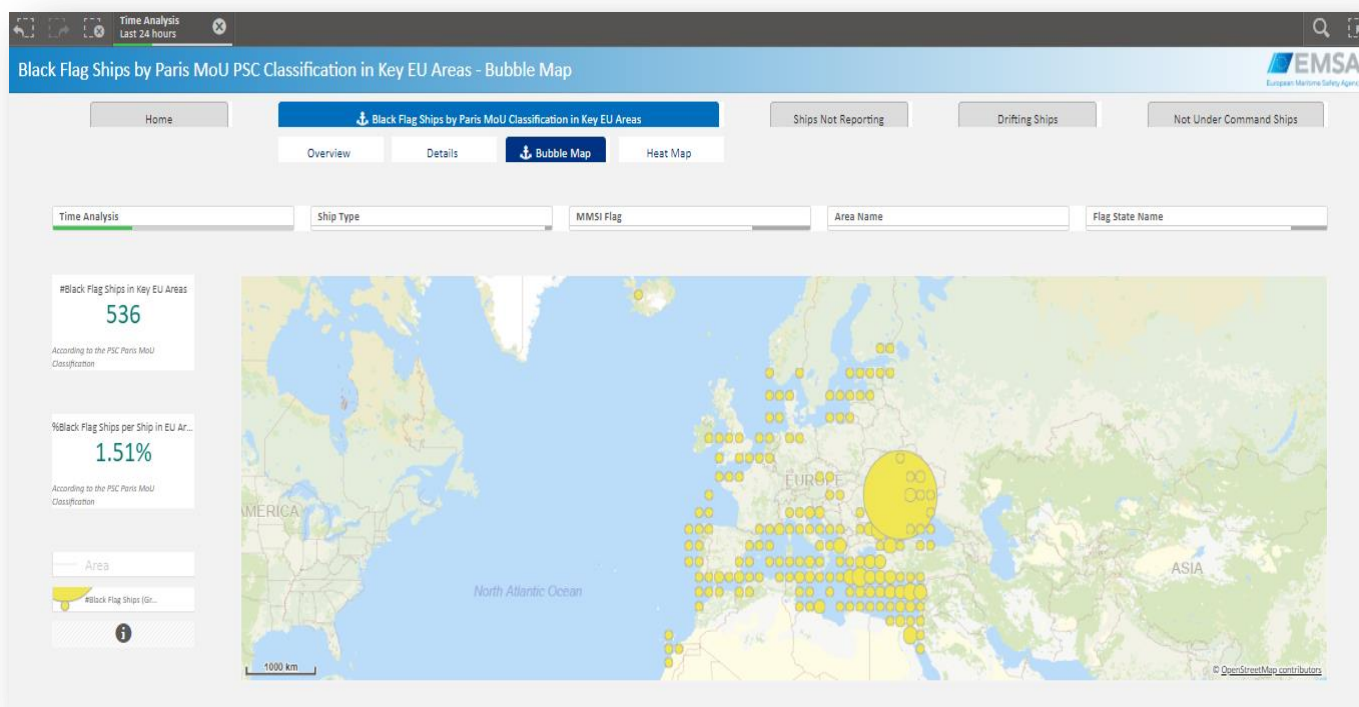 Time Analysis
Last 24 hours
Black Flag Ships by Paris MoU PSC Classification in Key EU Areas - Bubble Map
EMSA
European Maritime Safety Agenc
Home
Black Flag Ships by Paris MoU Classification in Key EU Areas
Ships Not Reporting
Drifting Ships
Not Under Command Ships
Overview
Details
Bubble Map
Heat Map
Time Analysis
Ship Type
MMSI Flag
Area Name
Flag State Name
#Black Flag Ships in Key EU Areas
536
According to the PSC Paris MoU
Classification
%Black Flag Ships per Ship in EU Ar...
1.51%
According to the PSC Paris MoU
Classification
Area
#Black Flag Ships (Gr...
AMERICA
EUROPE
ASIA
North Atlantic Ocean
1000 km
© OpenStreetMap contributors